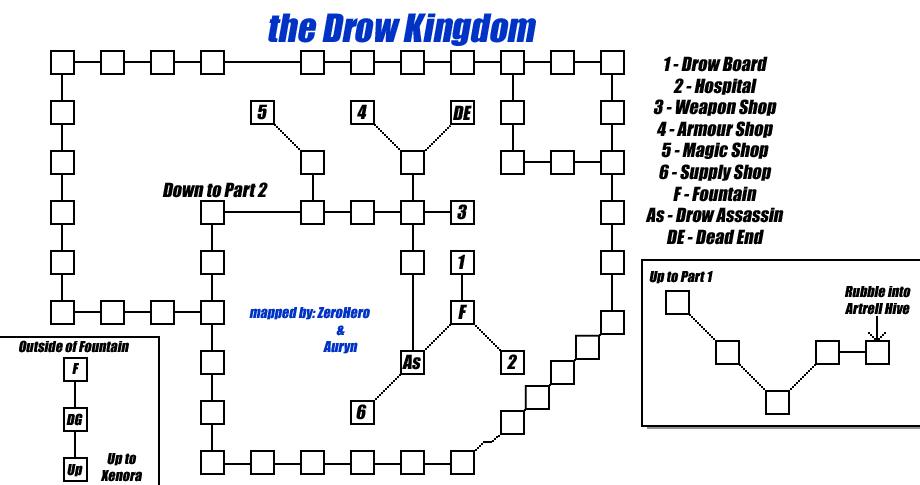 the Drow Kingdom
1 - Drow Board
2 - Hospital
3 - Weapon Shop
4 - Armour Shop
5 - Magic Shop
6 - Supply Shop
F - Fountain
As - Drow Assassin
DE - Dead End
5
4
DE
Down to Part 2
3
1
F
As
2
6
mapped by: ZeroHero
&
Auryn
Up to Part 1
Rubble into
Artrell Hive
Outside of Fountain
F
DG
Up
Up to
Xenora